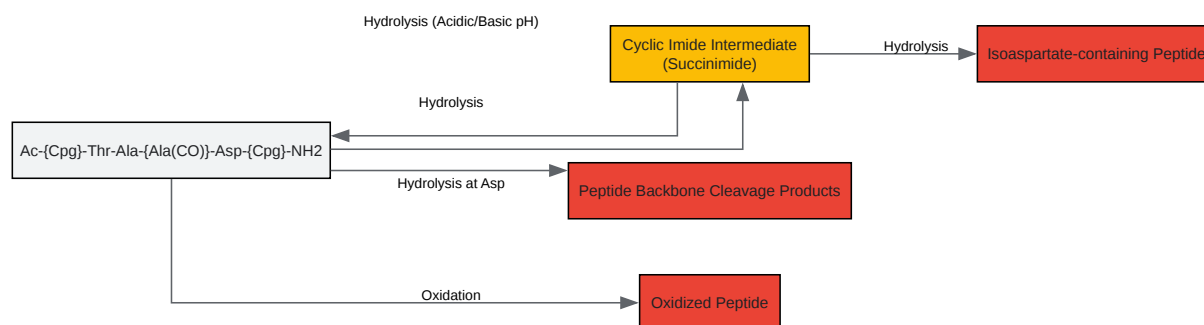 Hydrolysis (Acidic/Basic pH)
Cyclic Imide Intermediate
(Succinimide)
Hydrolysis
Isoaspartate-containing Peptide
Hydrolysis
Ac-{Cpg}-Thr-Ala-{Ala(CO)}-Asp-{Cpg}-NH2
Hydrolysis at Asp
Peptide Backbone Cleavage Products
Oxidation
Oxidized Peptide